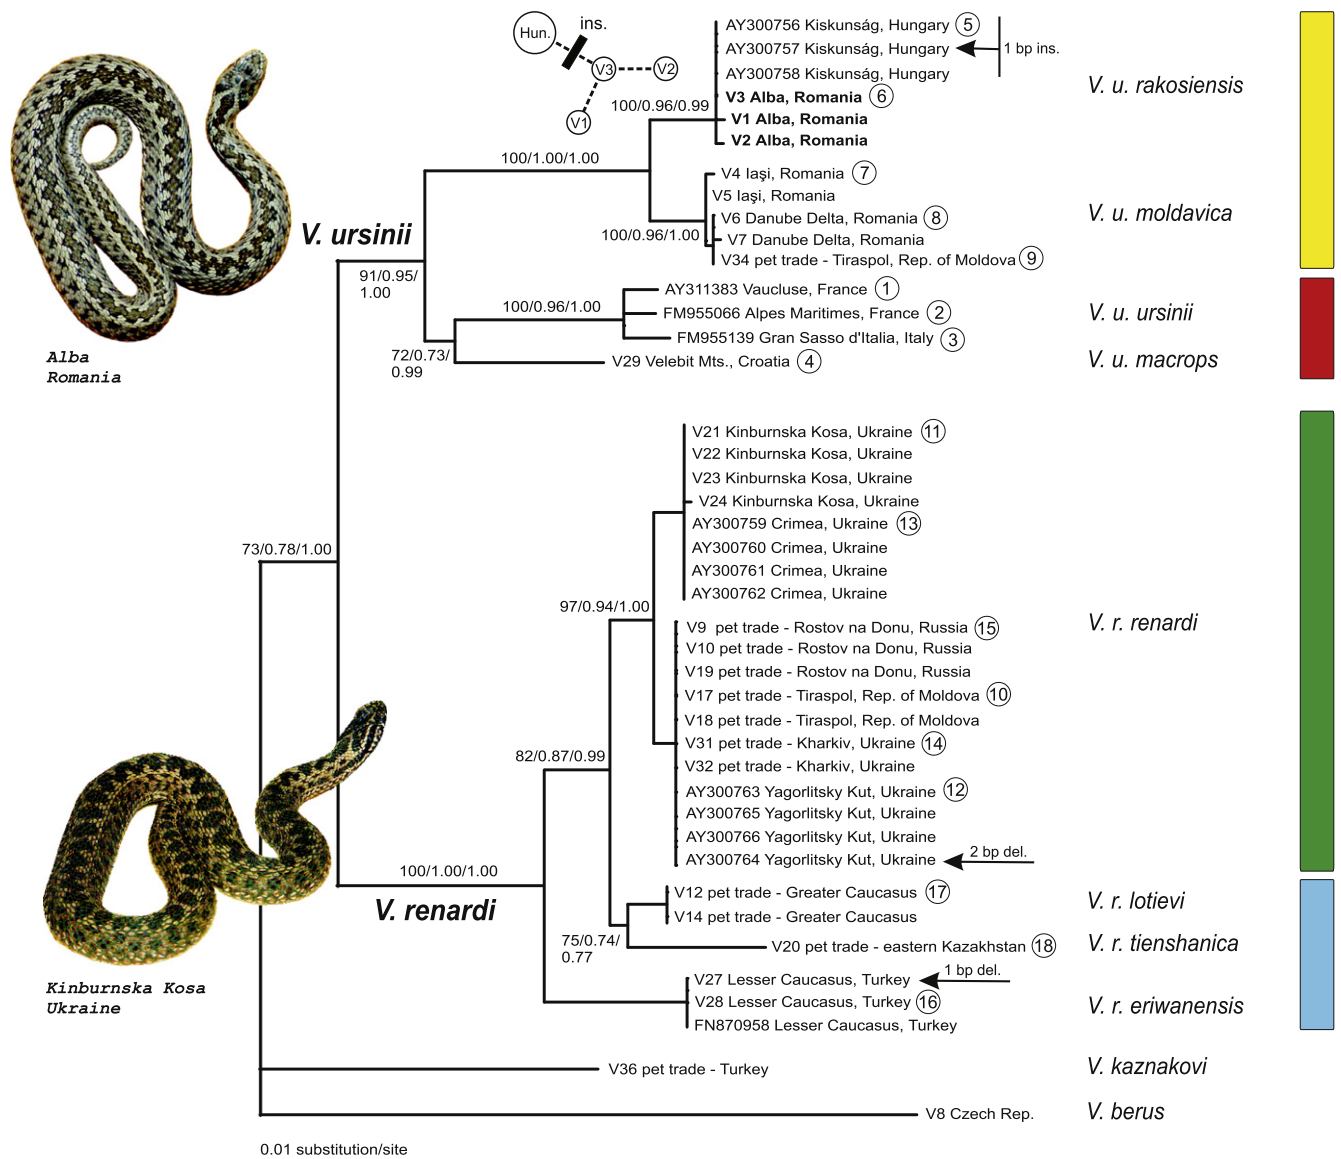 Hun.
ins.
V3
V2
V1
AY300756 Kiskunság, Hungary 5
AY300757 Kiskunság, Hungary
1 bp ins.
AY300758 Kiskunság, Hungary
V. u. rakosiensis
100/0.96/0.99
V3 Alba, Romania 6
V1 Alba, Romania
V2 Alba, Romania
100/1.00/1.00
V4 Iaşi, Romania 7
V5 Iaşi, Romania
V6 Danube Delta, Romania 8
V. u. moldavica
100/0.96/1.00
V7 Danube Delta, Romania
V34 pet trade - Tiraspol, Rep. of Moldova 9
V. ursinii
91/0.95/
1.00
AY311383 Vaucluse, France 1
100/0.96/1.00
FM955066 Alpes Maritimes, France 2
V. u. ursinii
FM955139 Gran Sasso d'Italia, Italy 3
72/0.73/
0.99
V29 Velebit Mts., Croatia 4
V. u. macrops
Alba
Romania
V21 Kinburnska Kosa, Ukraine 11
V22 Kinburnska Kosa, Ukraine
V23 Kinburnska Kosa, Ukraine
V24 Kinburnska Kosa, Ukraine
AY300759 Crimea, Ukraine 13
AY300760 Crimea, Ukraine
AY300761 Crimea, Ukraine
AY300762 Crimea, Ukraine
73/0.78/1.00
97/0.94/1.00
V9 pet trade - Rostov na Donu, Russia 15
V. r. renardi
V10 pet trade - Rostov na Donu, Russia
V19 pet trade - Rostov na Donu, Russia
V17 pet trade - Tiraspol, Rep. of Moldova 10
V18 pet trade - Tiraspol, Rep. of Moldova
V31 pet trade - Kharkiv, Ukraine 14
V32 pet trade - Kharkiv, Ukraine
82/0.87/0.99
AY300763 Yagorlitsky Kut, Ukraine 12
AY300765 Yagorlitsky Kut, Ukraine
AY300766 Yagorlitsky Kut, Ukraine
AY300764 Yagorlitsky Kut, Ukraine
2 bp del.
100/1.00/1.00
V. renardi
V12 pet trade - Greater Caucasus 17
V. r. lotievi
V14 pet trade - Greater Caucasus
75/0.74/
0.77
V20 pet trade - eastern Kazakhstan 18
V. r. tienshanica
V27 Lesser Caucasus, Turkey
1 bp del.
V28 Lesser Caucasus, Turkey 16
V. r. eriwanensis
FN870958 Lesser Caucasus, Turkey
Kinburnska Kosa
Ukraine
V36 pet trade - Turkey
V. kaznakovi
V8 Czech Rep.
V. berus
0.01 substitution/site